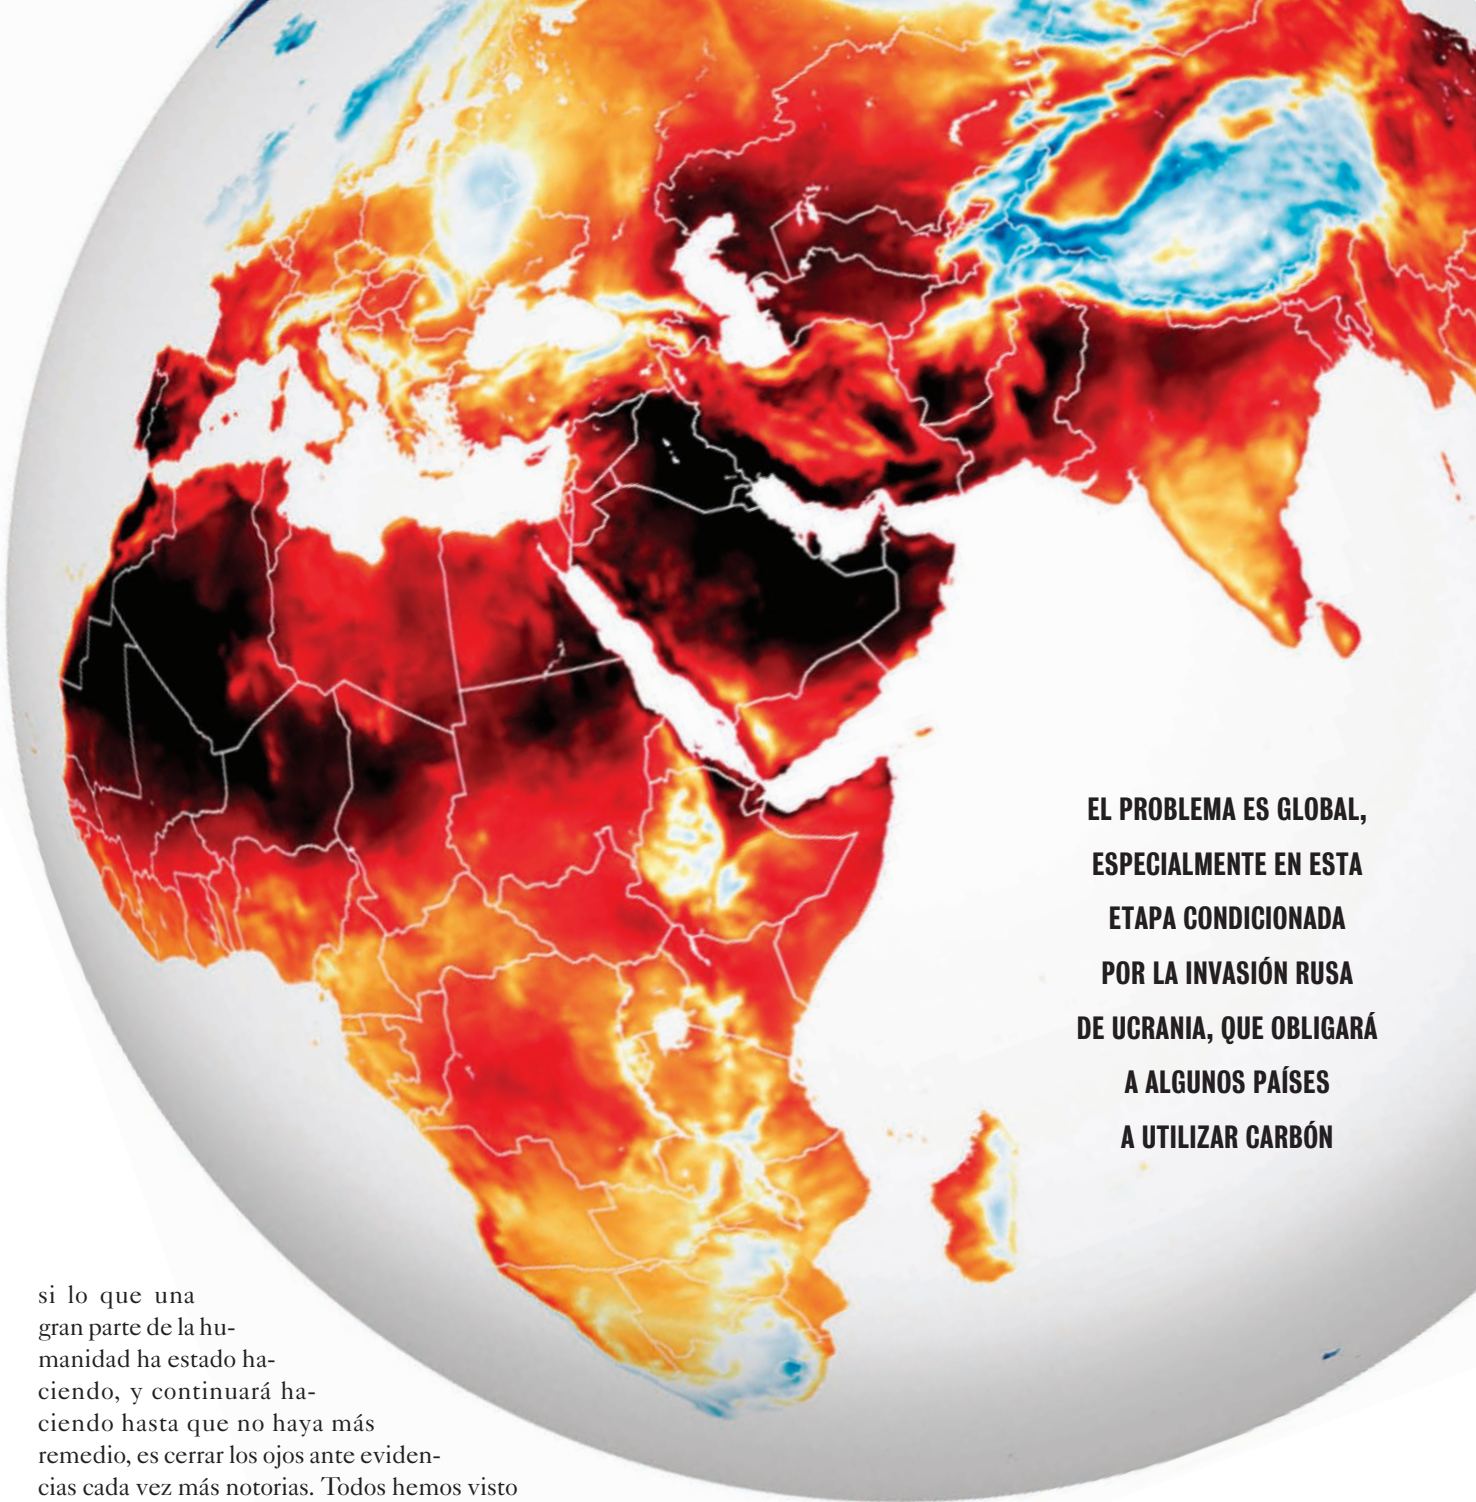 EL PROBLEMA ES GLOBAL,
ESPECIALMENTE EN ESTA
ETAPA CONDICIONADA
POR LA INVASIÓN RUSA
DE UCRANIA, QUE OBLIGARÁ
A ALGUNOS PAÍSES
A UTILIZAR CARBÓN
si lo que una
gran parte de la hu-
manidad ha estado ha-
ciendo, y continuará ha-
ciendo hasta que no haya más
remedio, es cerrar los ojos ante eviden-
cias cada vez más notorias. Todos hemos visto